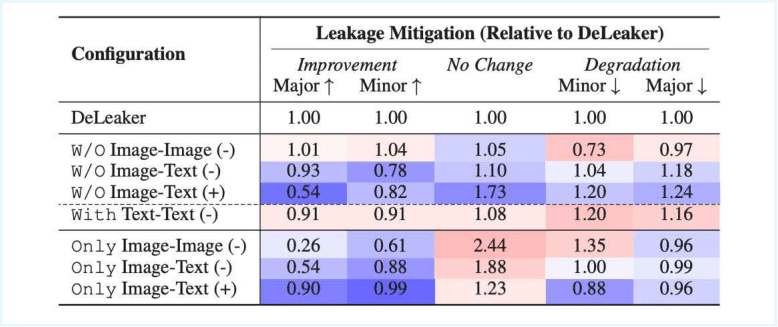 Configuration
Leakage Mitigation (Relative to DeLeaker)
Improvement No Change Degradation
Major ↑ Minor ↑ Minor ↓ Major ↓
DeLeaker 1.00 1.00 1.00 1.00 1.00
W/O Image-Image (-) 1.01 1.04 1.05 0.73 0.97
W/O Image-Text (-) 0.93 0.78 1.10 1.04 1.18
W/O Image-Text (+) 0.54 0.82 1.73 1.20 1.24
With Text-Text (-) 0.91 0.91 1.08 1.20 1.16
Only Image-Image (-) 0.26 0.61 2.44 1.35 0.96
Only Image-Text (-) 0.54 0.88 1.88 1.00 0.99
Only Image-Text (+) 0.90 0.99 1.23 0.88 0.96